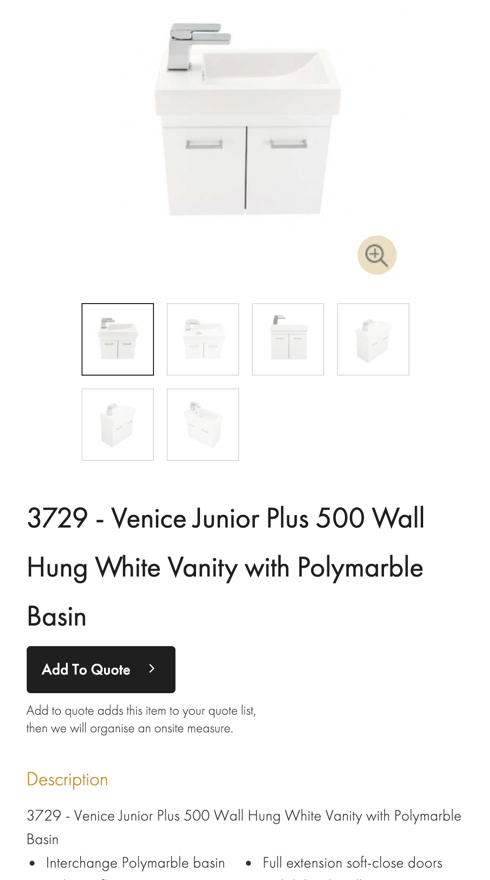 3729 - Venice Junior Plus 500 Wall
Hung White Vanity with Polymarble
Basin
Add To Quote
Add to quote adds this item to your quote list,
then we will organise an onsite measure.
Description
3729 - Venice Junior Plus 500 Wall Hung White Vanity with Polymarble
Basin
• Interchange Polymarble basin
• Full extension soft-close doors